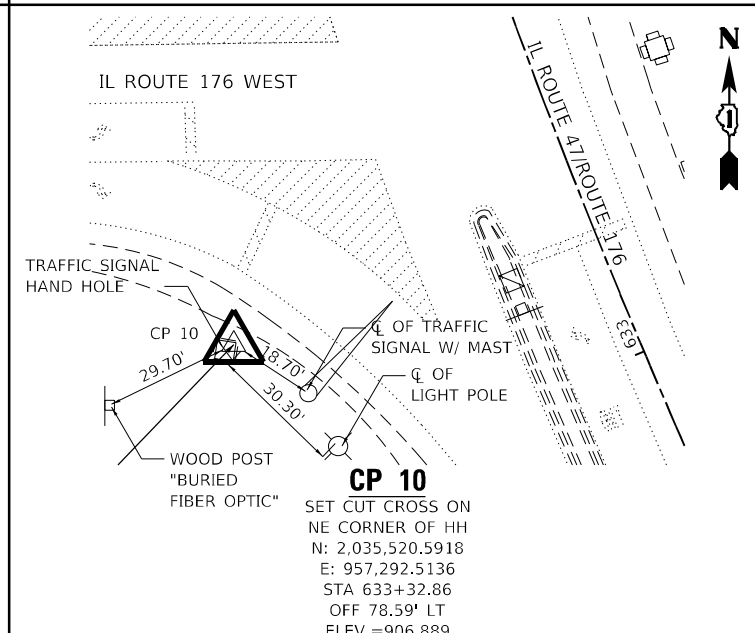 N
IL ROUTE 176 WEST
IL ROUTE 47/ROUTE 176
633
TRAFFIC SIGNAL
HAND HOLE
CP 10
29.70'
18.70'
30.30'
℄ OF TRAFFIC
SIGNAL W/ MAST
℄ OF
LIGHT POLE
WOOD POST
"BURIED
FIBER OPTIC"
CP 10
SET CUT CROSS ON
NE CORNER OF HH
N: 2,035,520.5918
E: 957,292.5136
STA 633+32.86
OFF 78.59' LT
ELEV =906.889